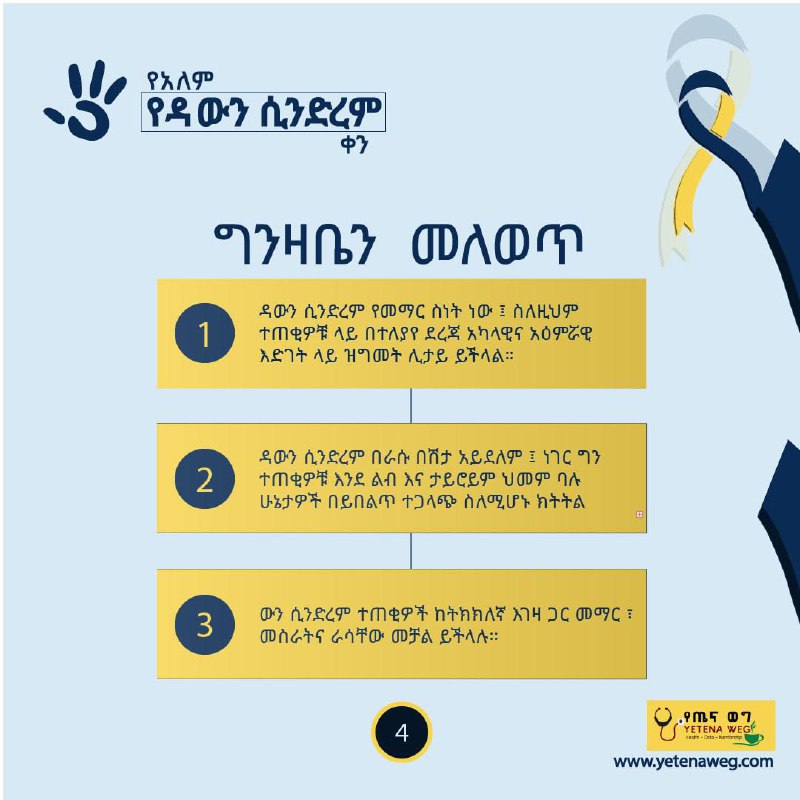 የአለም
የዳውን ሲንድረም
ቀን
ግንዛቤን መለወጥ
1
ዳውን ሲንድረም የመማር ስነት ነው ፤ ስለዚህም
ተጠቂዎቹ ላይ በተለያየ ደረጃ አካላዊና አዕምሯዊ
እድገት ላይ ዝግመት ሊታይ ይችላል።
2
ዳውን ሲንድረም በራሱ በሽታ አይደለም ፤ ነገር ግን
ተጠቂዎቹ እንደ ልብ እና ታይሮይም ህመም ባሉ
ሁኔታዎች በይበልጥ ተጋላጭ ስለሚሆኑ ክትትል
3
ውን ሲንድረም ተጠቂዎች ከትክክለኛ እገዛ ጋር መማር ፣
መስራትና ራሳቸው መቻል ይችላሉ።
4
የጤና ወግ
YETENA WEG
Health - Data - Mentorship
www.yetenaweg.com